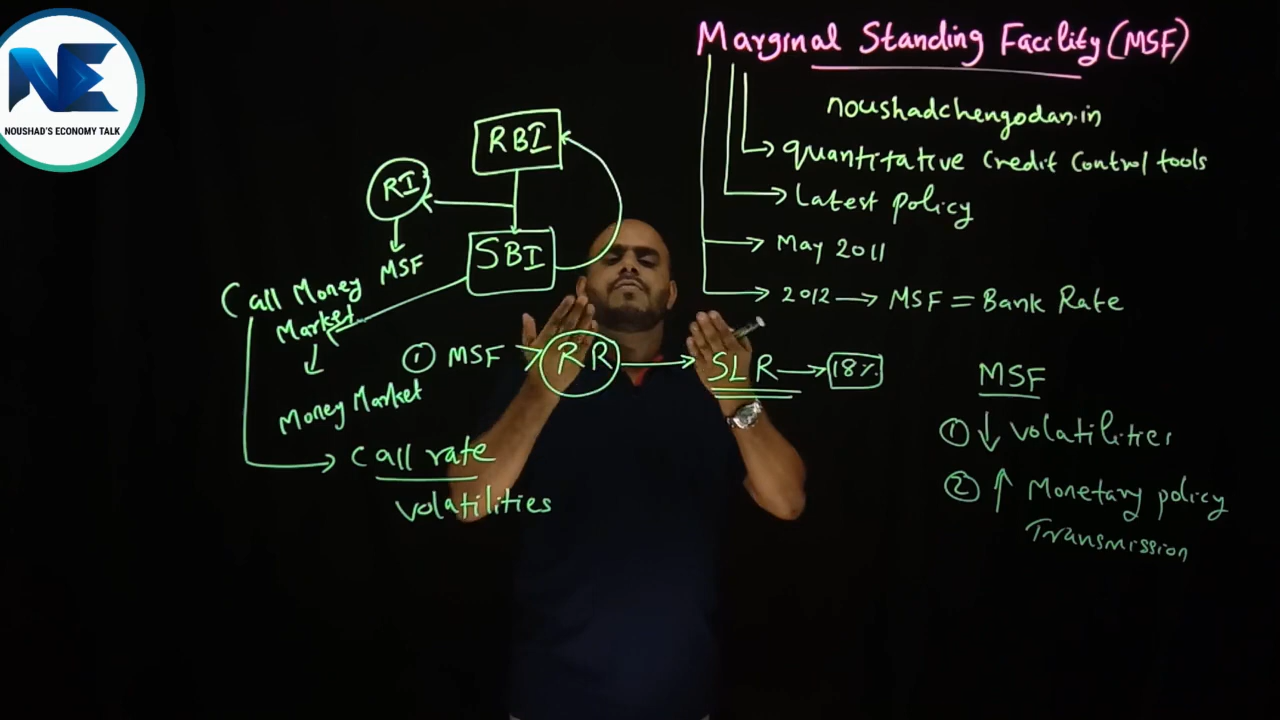 NE
NOUSHAD'S ECONOMY TALK
Marginal Standing Facility (MSF)
noushadchengodan.in
quantitative credit control tools
Latest policy
May 2011
2012 → MSF = Bank Rate
RBI
RI
SBI
MSF
Call Money
Market
↓
Money Market
① MSF > RR → SLR → 18%
Call rate
volatilities
MSF
① ↓ volatilities
② ↑ Monetary policy
Transmission